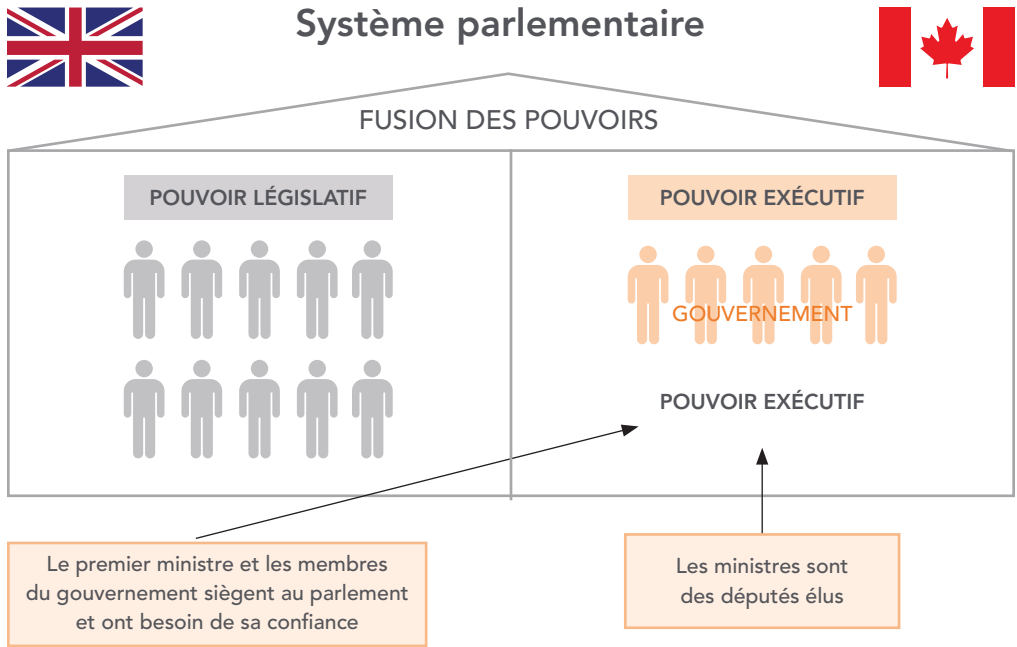 Système parlementaire
FUSION DES POUVOIRS
POUVOIR LÉGISLATIF
POUVOIR EXÉCUTIF
GOUVERNEMENT
POUVOIR EXÉCUTIF
Le premier ministre et les membres
du gouvernement siègent au parlement
et ont besoin de sa confiance
Les ministres sont
des députés élus